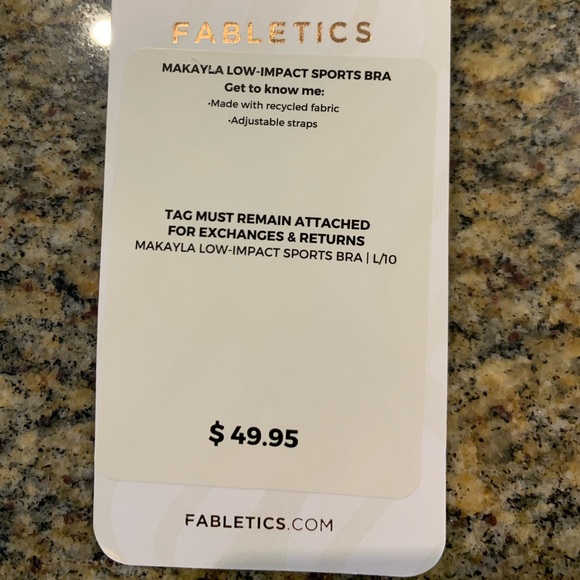 FABLETICS
MAKAYLA LOW-IMPACT SPORTS BRA
Get to know me:
•Made with recycled fabric
•Adjustable straps
TAG MUST REMAIN ATTACHED
FOR EXCHANGES & RETURNS
MAKAYLA LOW-IMPACT SPORTS BRA | L/10
$ 49.95
FABLETICS.COM